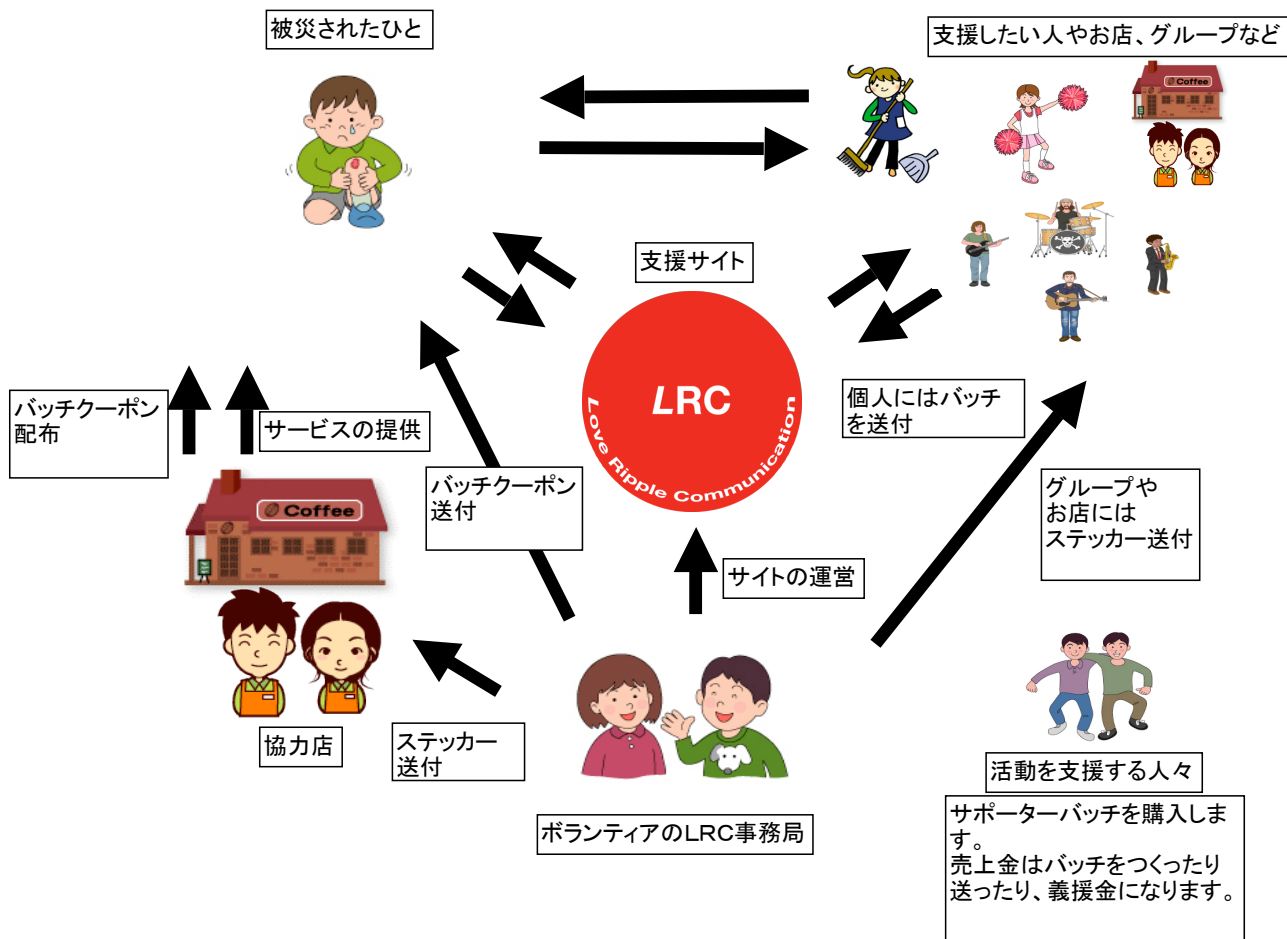 被災されたひと
支援したい人やお店、グループなど
Coffee
支援サイト
LRC
Love Ripple Communication
個人にはバッチ
を送付
バッチクーポン
配布
サービスの提供
バッチクーポン
送付
グループや
お店には
ステッカー送付
Coffee
サイトの運営
協力店
ステッカー
送付
ボランティアのLRC事務局
活動を支援する人々
サポーターバッチを購入しま
す。
売上金はバッチをつくったり
送ったり、義援金になります。